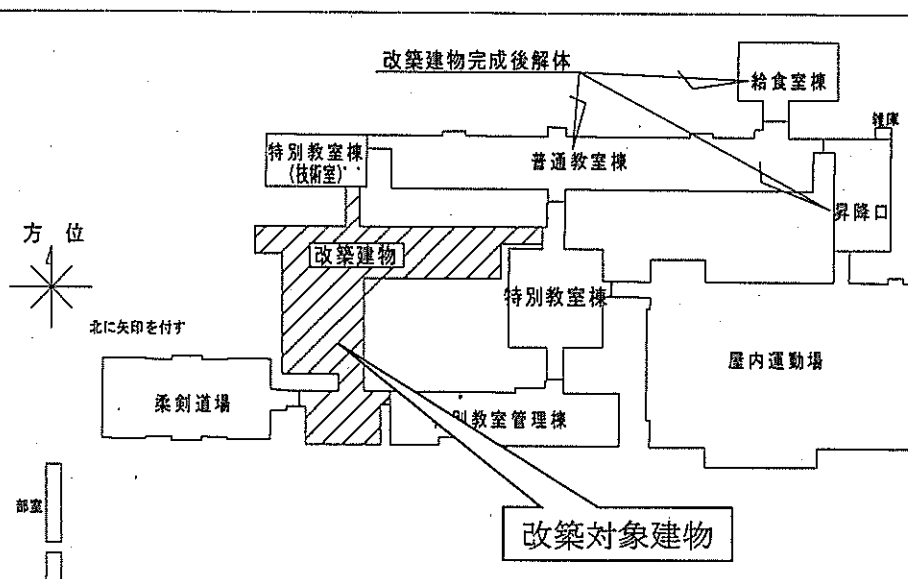 改築建物完成後解体
給食室棟
雑庫
特別教室棟
(技術室)
普通教室棟
昇降口
方 位
改築建物
特別教室棟
北に矢印を付す
屋内運動場
柔剣道場
別教室管理棟
部室
改築対象建物